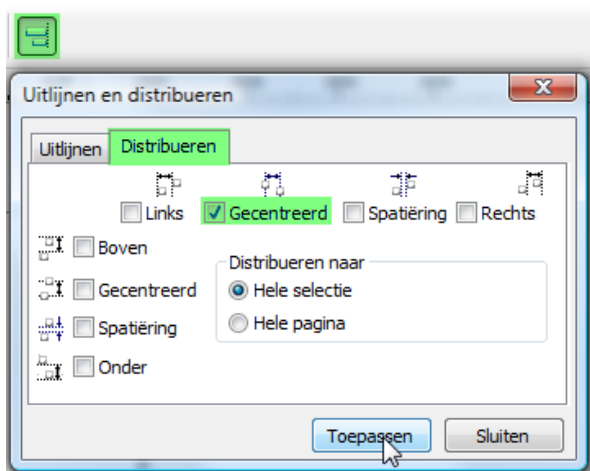 Uitlijnen en distribueren
Uitlijnen Distribueren
Links Gecentreerd Spatiëring Rechts
Boven
Distribueren naar
Gecentreerd Hele selectie
Spatiëring Hele pagina
Onder
Toepassen Sluiten